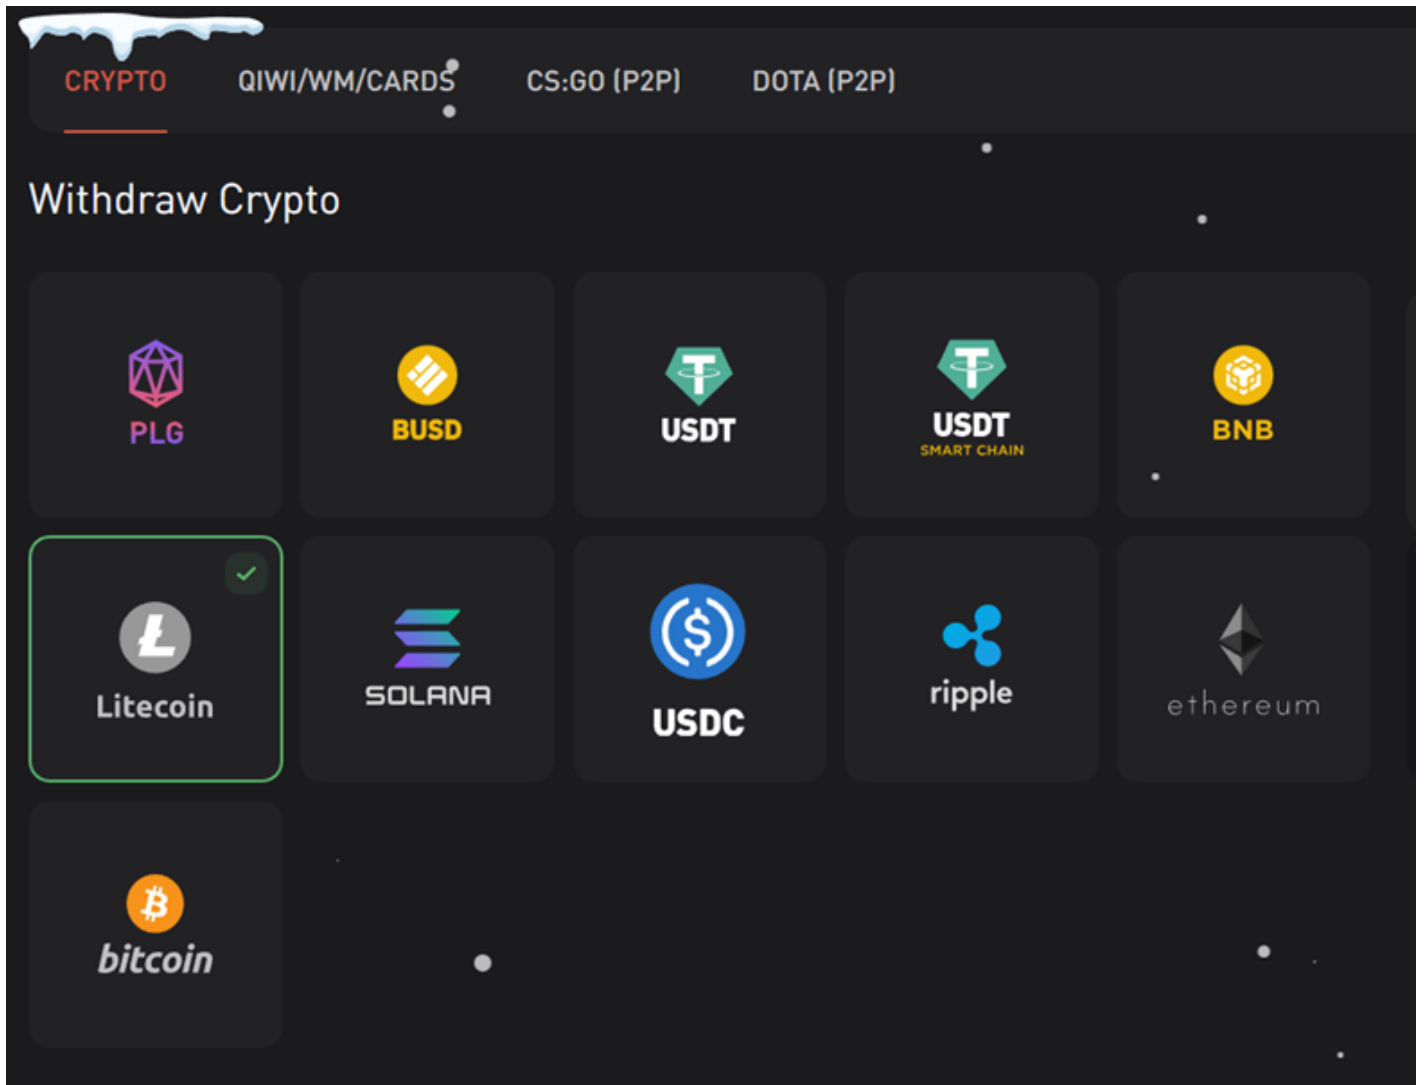 CRYPTO QIWI/WM/CARDS CS:GO (P2P) DOTA (P2P)
Withdraw Crypto
PLG
BUSD
USDT
USDT
SMART CHAIN
BNB
Litecoin
SOLANA
USDC
ripple
ethereum
bitcoin